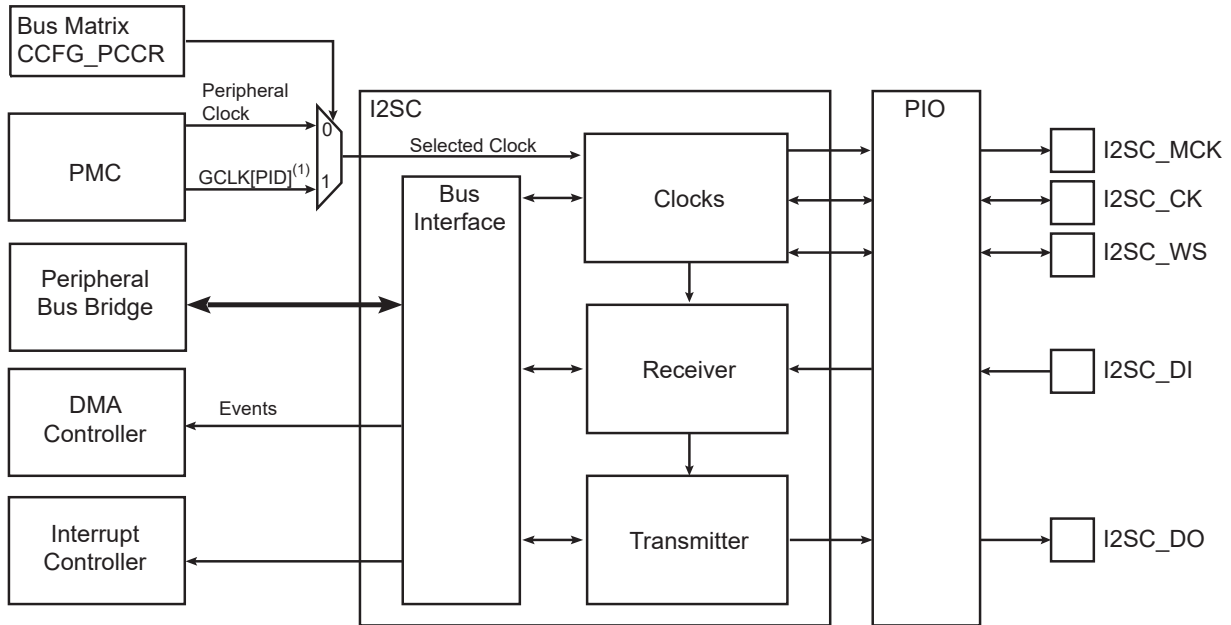 Bus Matrix
CCFG_PCCR
Peripheral
Clock
PMC
GCLK[PID](1)
0
1
I2SC
Selected Clock
Bus
Interface
Clocks
PIO
I2SC_MCK
I2SC_CK
I2SC_WS
Peripheral
Bus Bridge
Receiver
I2SC_DI
DMA
Controller
Events
Interrupt
Controller
Transmitter
I2SC_DO